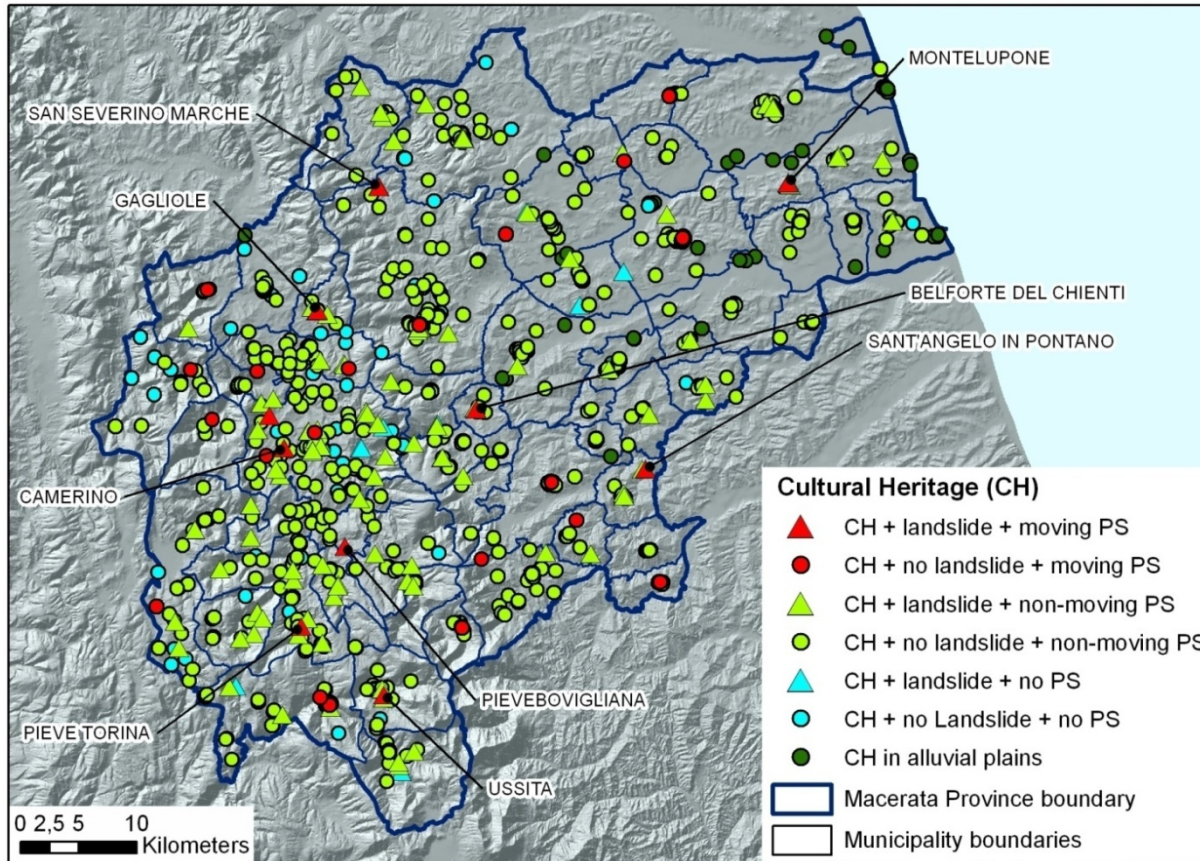 MONTELUPONE
SAN SEVERINO MARCHE
GAGLIOLE
BELFORTE DEL CHIENTI
SANT'ANGELO IN PONTANO
CAMERINO
PIEVEBOVIGLIANA
PIEVE TORINA
USSITA
Cultural Heritage (CH)
CH + landslide + moving PS
CH + no landslide + moving PS
CH + landslide + non-moving PS
CH + no landslide + non-moving PS
CH + landslide + no PS
CH + no Landslide + no PS
CH in alluvial plains
Macerata Province boundary
Municipality boundaries
0 2,5 5 10
Kilometers